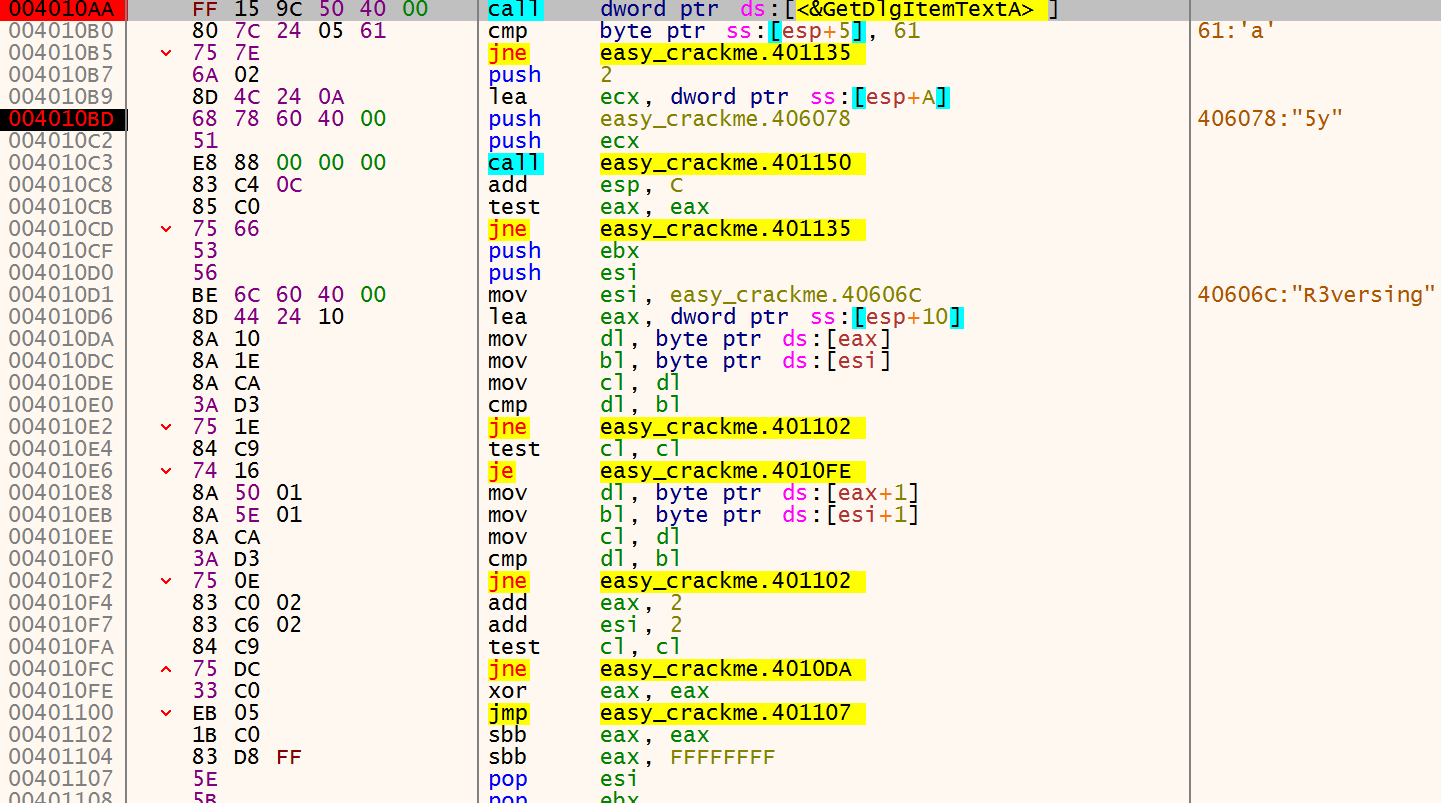 004010AA FF 15 9C 50 40 00 call dword ptr ds:[<&GetDlgItemTextA>]
004010B0 80 7C 24 05 61 cmp byte ptr ss:[esp+5], 61 61:'a'
004010B5 75 7E jne easy_crackme.401135
004010B7 6A 02 push 2
004010B9 8D 4C 24 0A lea ecx, dword ptr ss:[esp+A]
004010BD 68 78 60 40 00 push easy_crackme.406078 406078:"5y"
004010C2 51 push ecx
004010C3 E8 88 00 00 00 call easy_crackme.401150
004010C8 83 C4 0C add esp, C
004010CB 85 C0 test eax, eax
004010CD 75 66 jne easy_crackme.401135
004010CF 53 push ebx
004010D0 56 push esi
004010D1 BE 6C 60 40 00 mov esi, easy_crackme.40606C 40606C:"R3versing"
004010D6 8D 44 24 10 lea eax, dword ptr ss:[esp+10]
004010DA 8A 10 mov dl, byte ptr ds:[eax]
004010DC 8A 1E mov bl, byte ptr ds:[esi]
004010DE 8A CA mov cl, dl
004010E0 3A D3 cmp dl, bl
004010E2 75 1E jne easy_crackme.401102
004010E4 84 C9 test cl, cl
004010E6 74 16 je easy_crackme.4010FE
004010E8 8A 50 01 mov dl, byte ptr ds:[eax+1]
004010EB 8A 5E 01 mov bl, byte ptr ds:[esi+1]
004010EE 8A CA mov cl, dl
004010F0 3A D3 cmp dl, bl
004010F2 75 0E jne easy_crackme.401102
004010F4 83 C0 02 add eax, 2
004010F7 83 C6 02 add esi, 2
004010FA 84 C9 test cl, cl
004010FC 75 DC jne easy_crackme.4010DA
004010FE 33 C0 xor eax, eax
00401100 EB 05 jmp easy_crackme.401107
00401102 1B C0 sbb eax, eax
00401104 83 D8 FF sbb eax, FFFFFFFF
00401107 5E pop esi
00401108 5B pop ebx